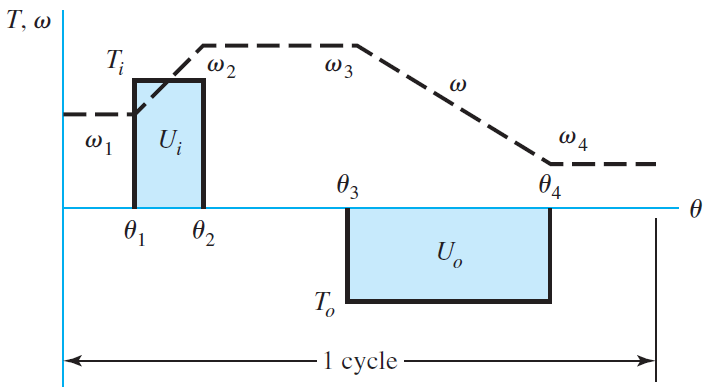 T, ω
T_i
ω_2
ω_3
ω
ω_1
U_i
ω_4
θ_3
θ_4
θ
θ_1
θ_2
U_o
T_o
1 cycle